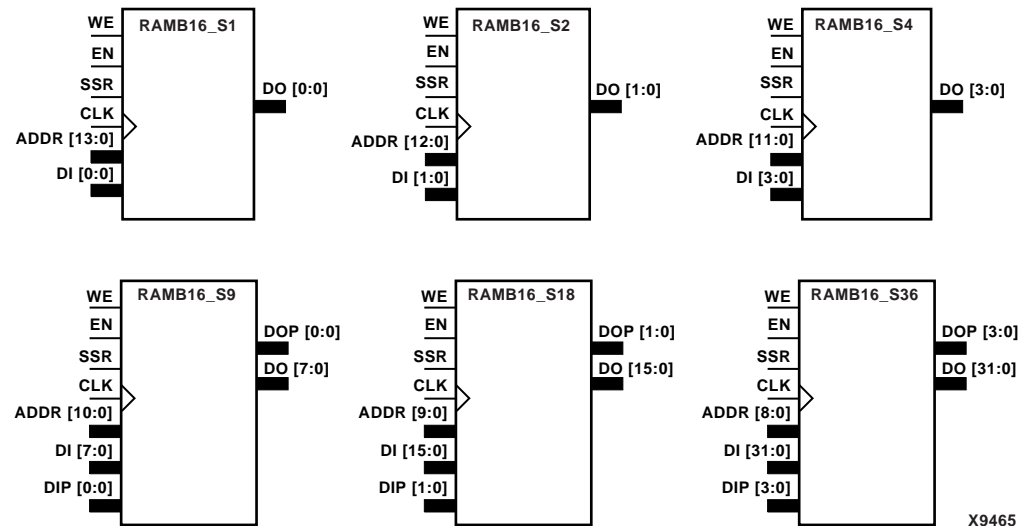 RAMB16_S1
WE
EN
SSR
CLK
ADDR [13:0]
DI [0:0]
DO [0:0]
RAMB16_S2
WE
EN
SSR
CLK
ADDR [12:0]
DI [1:0]
DO [1:0]
RAMB16_S4
WE
EN
SSR
CLK
ADDR [11:0]
DI [3:0]
DO [3:0]
RAMB16_S9
WE
EN
SSR
CLK
ADDR [10:0]
DI [7:0]
DIP [0:0]
DOP [0:0]
DO [7:0]
RAMB16_S18
WE
EN
SSR
CLK
ADDR [9:0]
DI [15:0]
DIP [1:0]
DOP [1:0]
DO [15:0]
RAMB16_S36
WE
EN
SSR
CLK
ADDR [8:0]
DI [31:0]
DIP [3:0]
DOP [3:0]
DO [31:0]
X9465